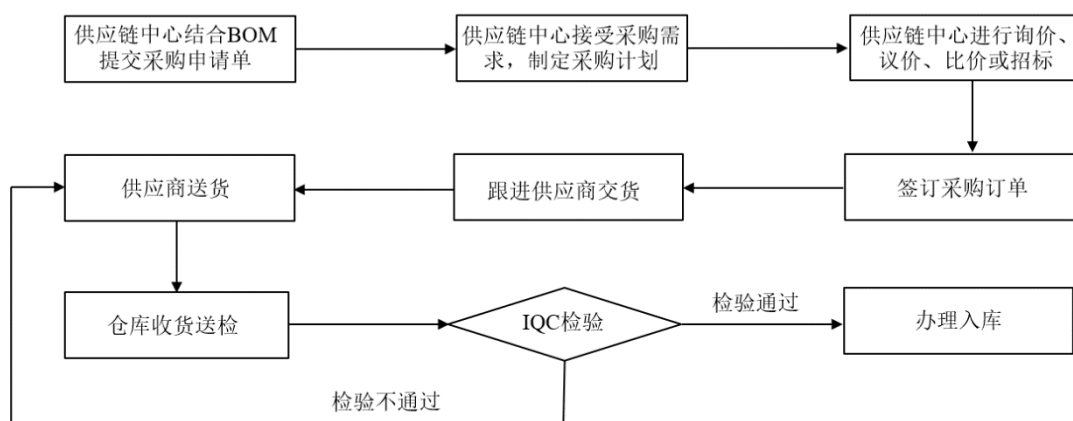 供应链中心结合BOM
提交采购申请单
供应链中心接受采购需
求，制定采购计划
供应链中心进行询价、
议价、比价或招标
供应商送货
跟进供应商交货
签订采购订单
仓库收货送检
IQC检验
检验通过
办理入库
检验不通过